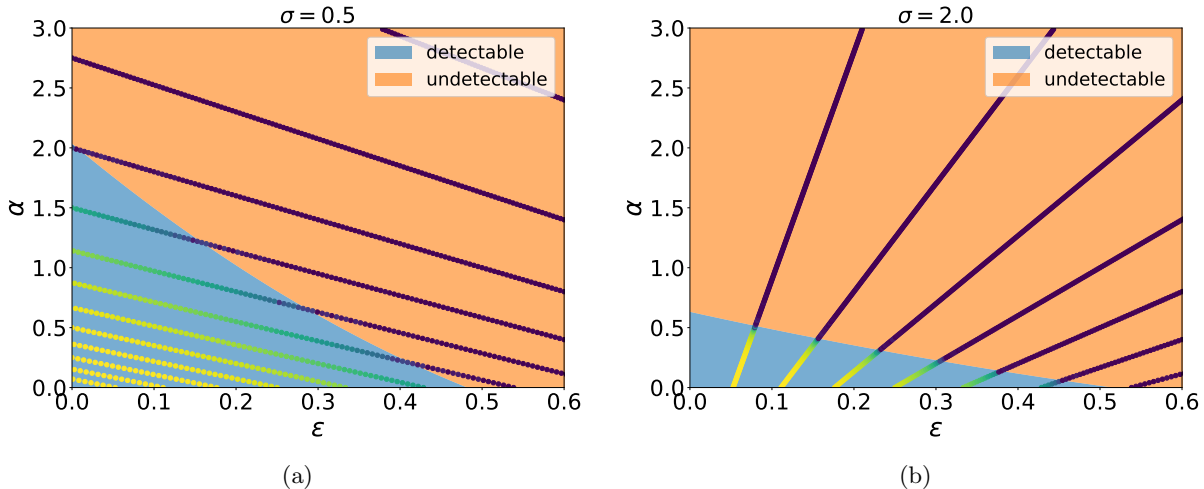 σ = 0.5
3.0
2.5
2.0
1.5
1.0
0.5
0.0
α
0.0 0.1 0.2 0.3 0.4 0.5 0.6
ε
detectable
undetectable
(a)
σ = 2.0
3.0
2.5
2.0
1.5
1.0
0.5
0.0
α
0.0 0.1 0.2 0.3 0.4 0.5 0.6
ε
detectable
undetectable
(b)